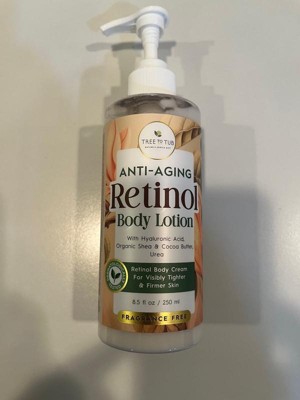 TREE TO TUB
ANTI-AGING
Retinol
Body Lotion
With Hyaluronic Acid,
Organic Shea & Cocoa Butter,
Urea
Retinol Body Cream
For Visibly Tighter
& Firmer Skin
8.5 fl oz / 250 ml
FRAGRANCE FREE